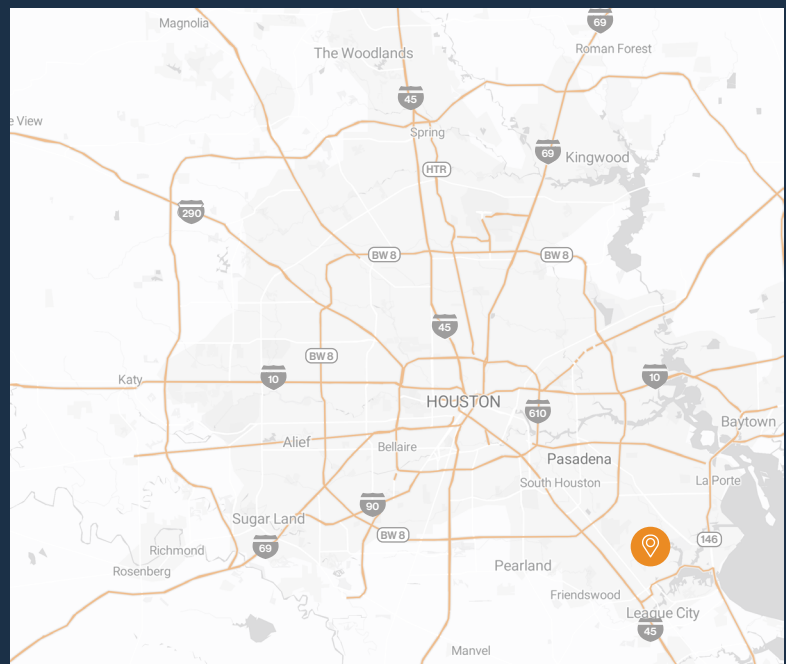 69
Magnolia
The Woodlands
Roman Forest
45
e View
Spring
69
Kingwood
HTR
290
BW 8
BW 8
45
BW 8
10
10
Katy
HOUSTON
610
Baytown
Alief
Bellaire
Pasadena
La Porte
South Houston
90
Sugar Land
BW 8
146
69
Richmond
Pearland
Rosenberg
Friendswood
League City
45
Manvel